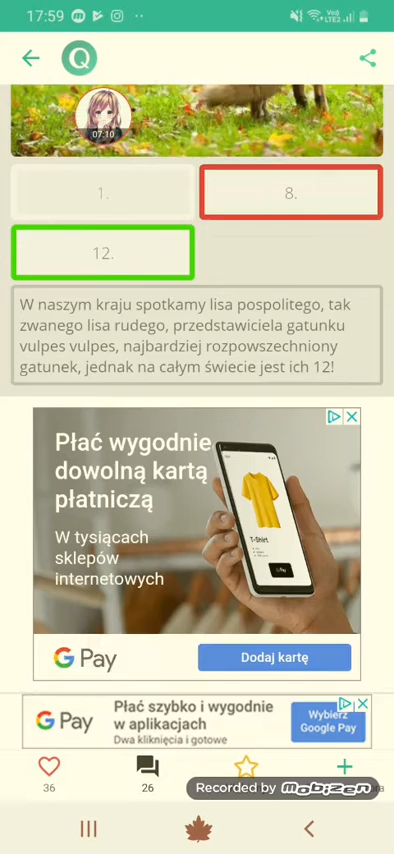 17:59
Vo))
LTE2
Q
07:10
1.
8.
12.
W naszym kraju spotkamy lisa pospolitego, tak
zwanego lisa rudego, przedstawiciela gatunku
vulpes vulpes, najbardziej rozpowszechniony
gatunek, jednak na całym świecie jest ich 12!
Płać wygodnie
dowolną kartą
płatniczą
W tysiącach
sklepów
internetowych
T-Shirt
G Pay
G Pay
Dodaj kartę
G Pay
Płać szybko i wygodnie
w aplikacjach
Dwa kliknięcia i gotowe
Wybierz
Google Pay
36
26
Recorded by mobizen